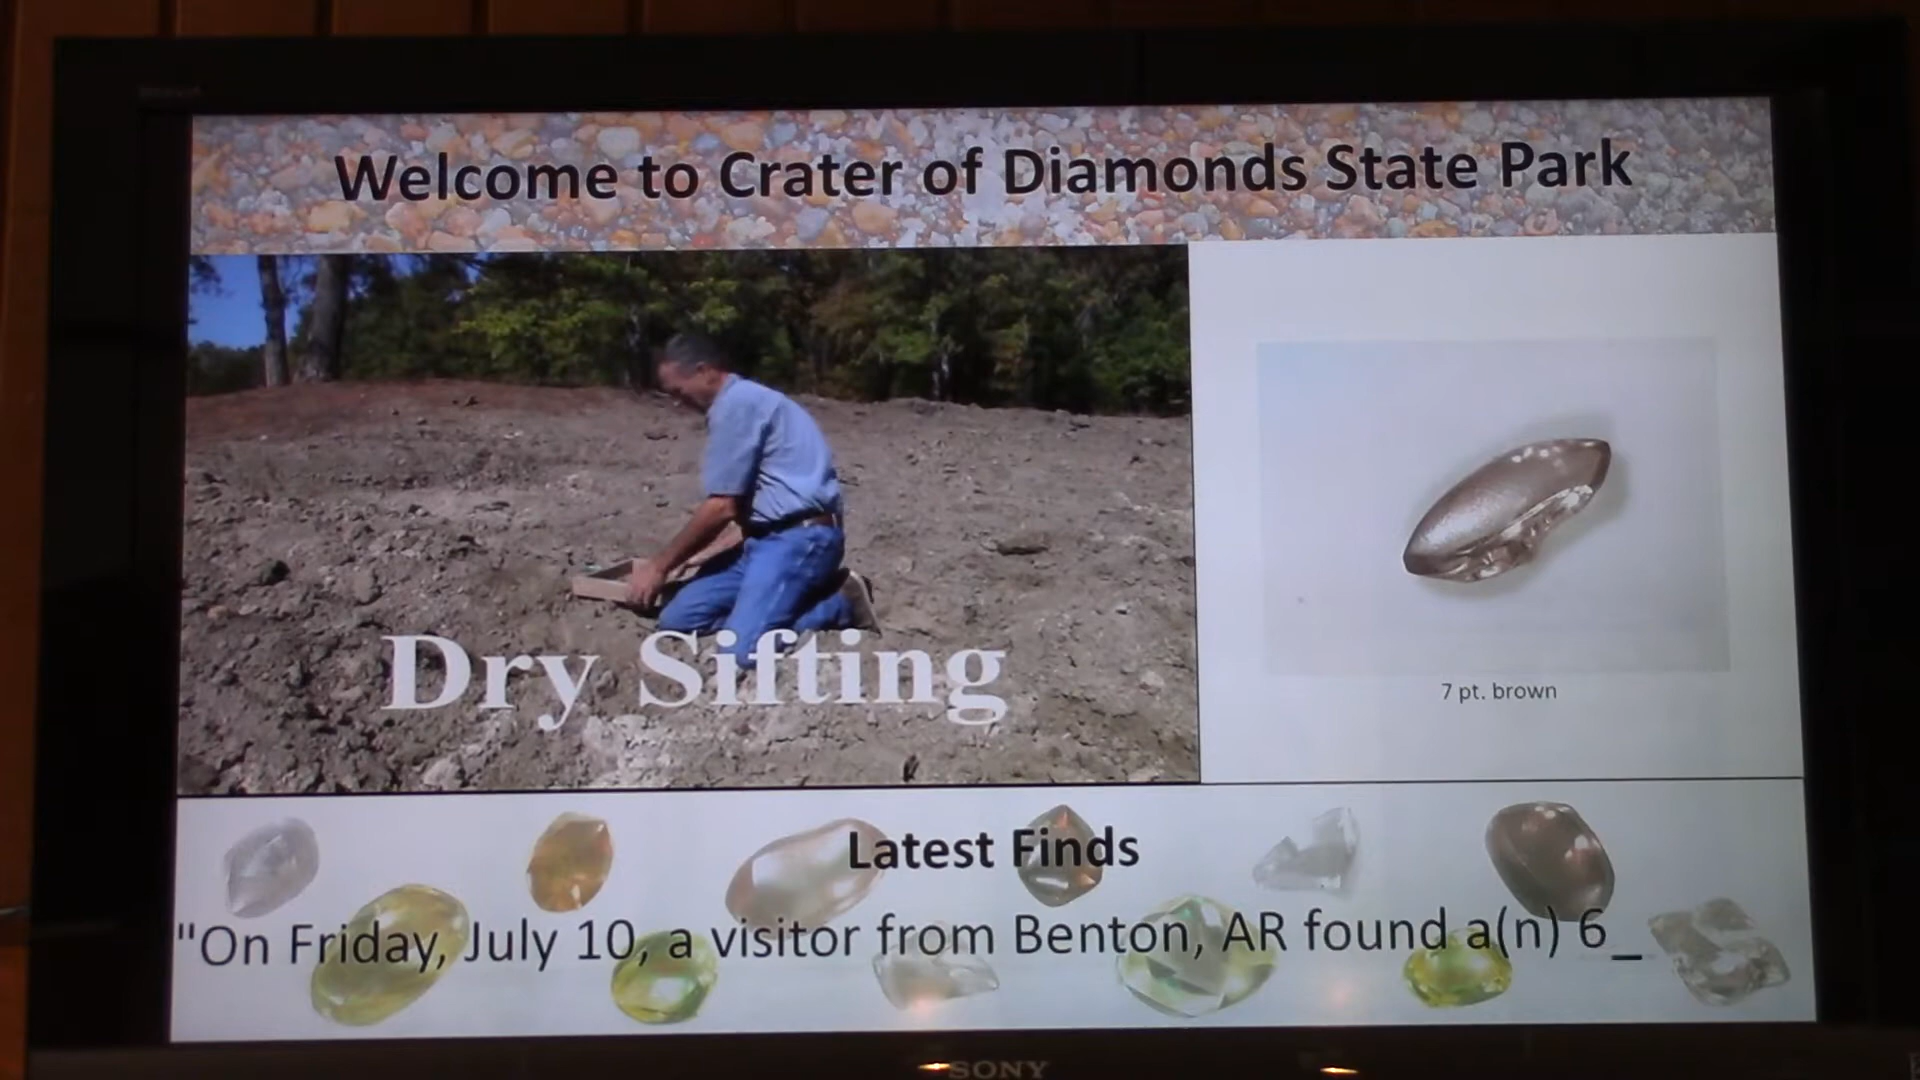 Welcome to Crater of Diamonds State Park
Dry Sifting
7 pt. brown
Latest Finds
"On Friday, July 10, a visitor from Benton, AR found a(n) 6_
SONY